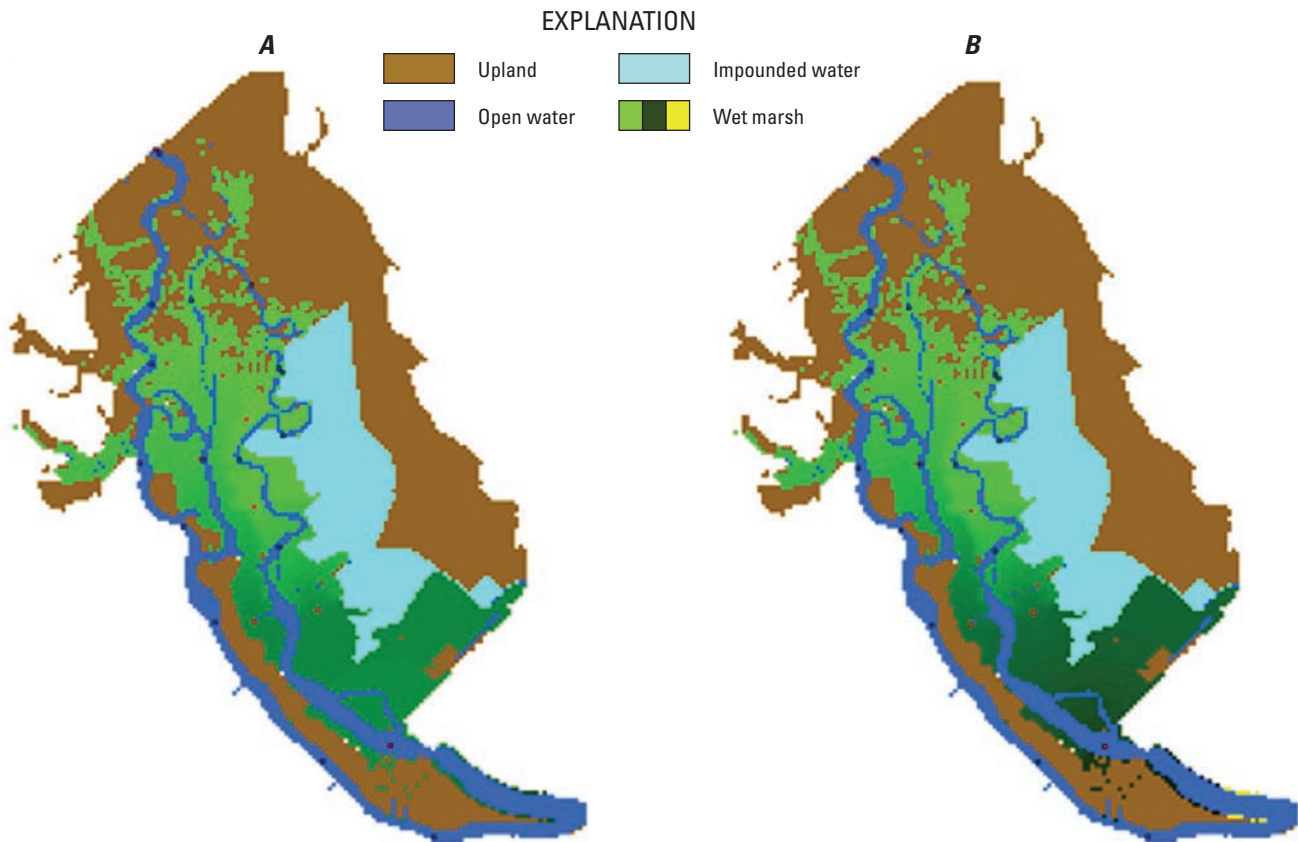 EXPLANATION
A
B
Upland
Impounded water
Open water
Wet marsh